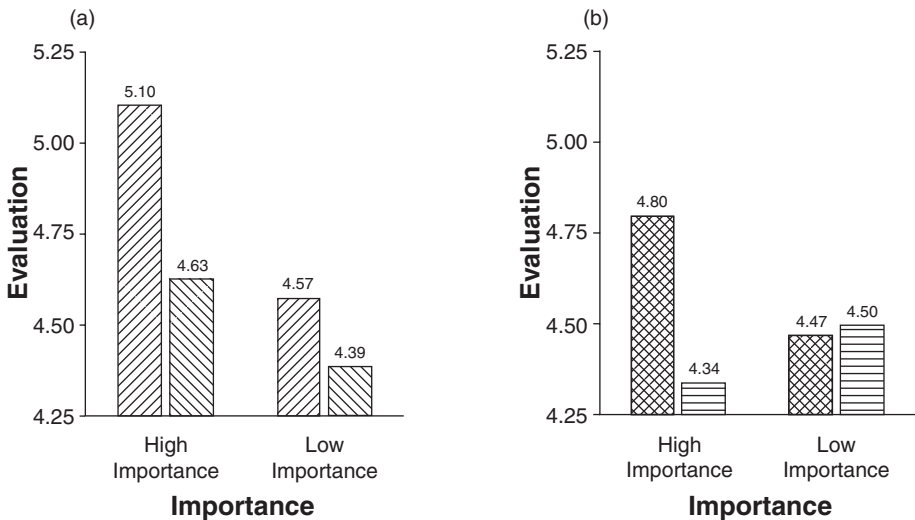 (a)
5.25
5.00
4.75
4.50
4.25
Evaluation
5.10
4.63
4.57
4.39
High
Importance
Low
Importance
Importance
(b)
5.25
5.00
4.75
4.50
4.25
Evaluation
4.80
4.34
4.47
4.50
High
Importance
Low
Importance
Importance